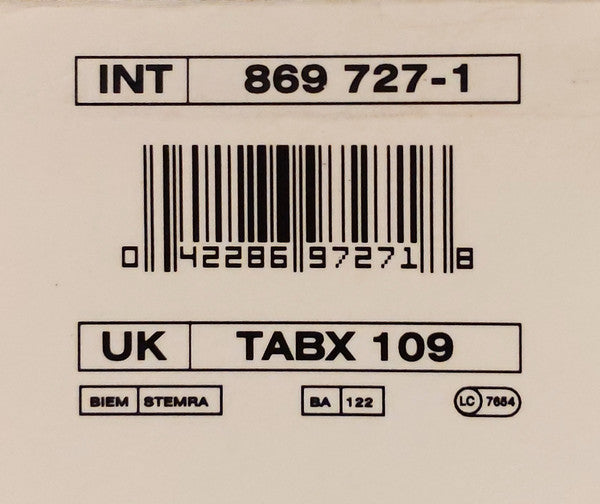 INT 869 727-1
0 42286 97271 8
UK TABX 109
BIEM STEMRA BA 122 LC 7654